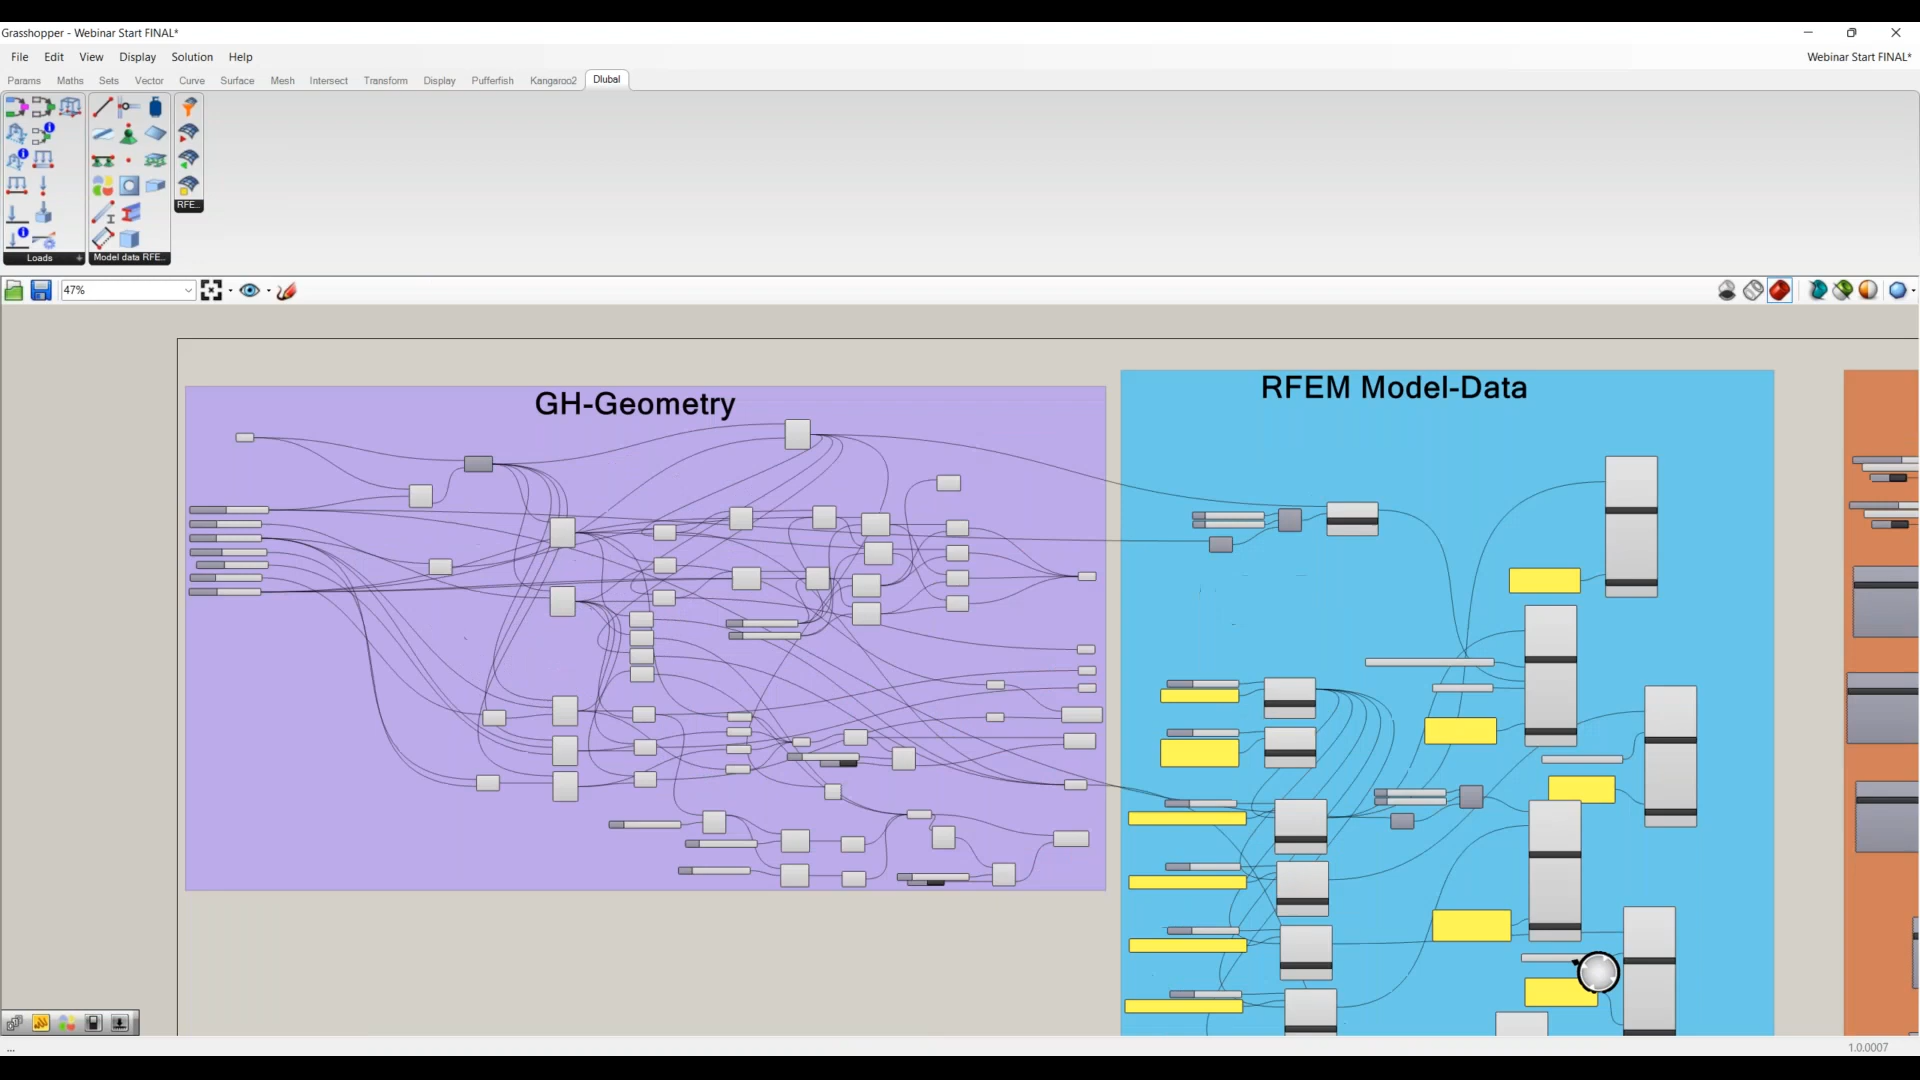 Grasshopper - Webinar Start FINAL*
File Edit View Display Solution Help
Webinar Start FINAL*
Params Maths Sets Vector Curve Surface Mesh Intersect Transform Display Pufferfish Kangaroo2 Dlubal
RFE...
Loads
Model data RFE...
47%
GH-Geometry
RFEM Model-Data
...
1.0.0007